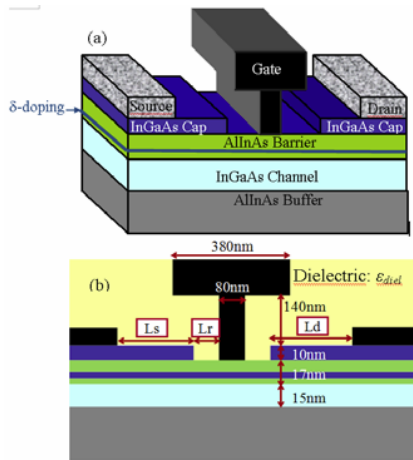 (a)
Gate
δ-doping
Source
Drain
InGaAs Cap
InGaAs Cap
AlInAs Barrier
InGaAs Channel
AlInAs Buffer
380nm
(b)
80nm
Dielectric: εdiel
140nm
Ls
Lr
Ld
10nm
17nm
15nm